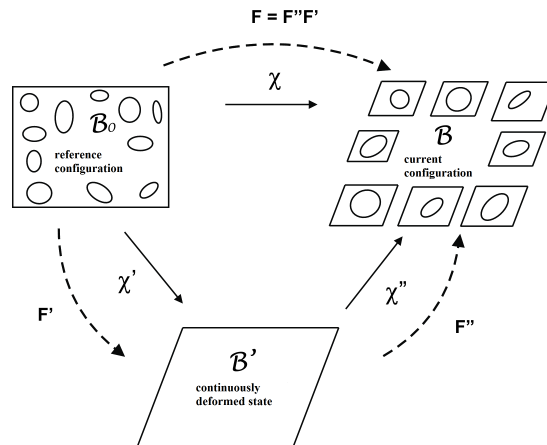 F = F”F’
χ
B₀
reference
configuration
B
current
configuration
χ’
χ”
F’
F”
B’
continuously
deformed state